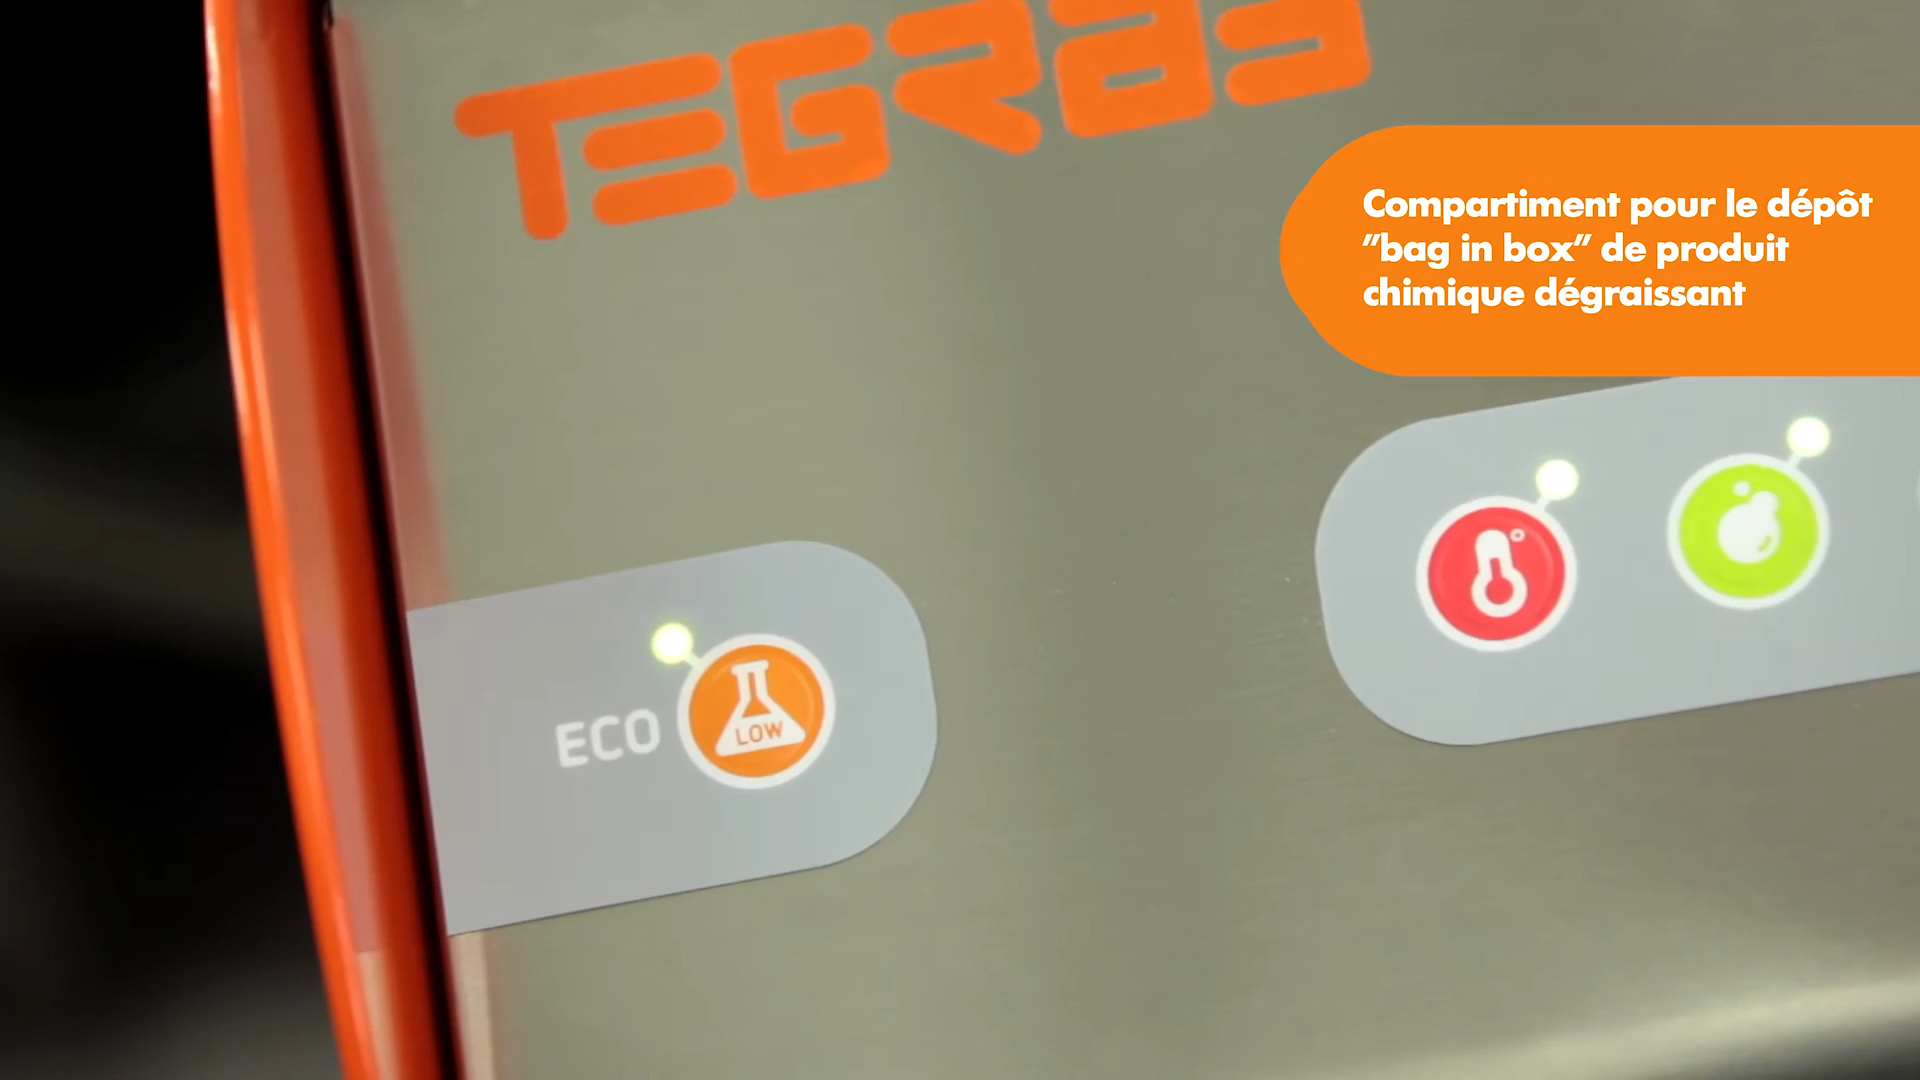 TEGRas
Compartiment pour le dépôt
”bag in box” de produit
chimique dégraissant
ECO
LOW